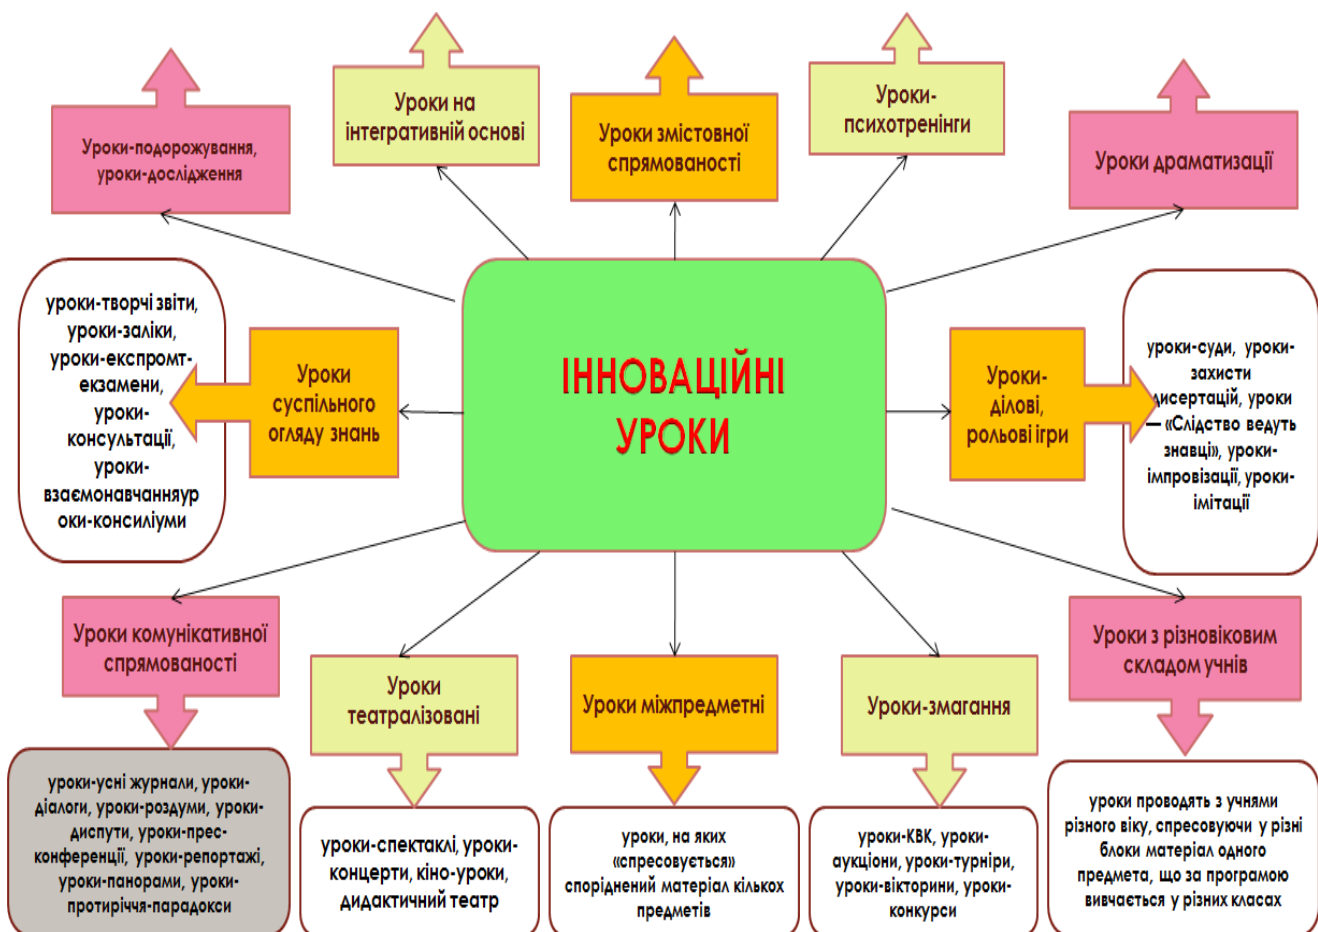 Уроки-подорожування,
уроки-дослідження
Уроки на
інтегративній основі
Уроки змістовної
спрямованості
Уроки-
психотренінги
Уроки драматизації
уроки-творчі звіти,
уроки-заліки,
уроки-експромт-
екзамени,
уроки-
консультації,
уроки-
взаємонавчанняур
оки-консиліуми
Уроки
суспільного
огляду знань
ІННОВАЦІЙНІ
УРОКИ
Уроки-
ділові,
рольові ігри
уроки-суди, уроки-
захисти
дисертацій, уроки
— «Слідство ведуть
знавці», уроки-
імпровізації, уроки-
імітації
Уроки комунікативної
спрямованості
Уроки
театралізовані
Уроки міжпредметні
Уроки-змагання
Уроки з різновіковим
складом учнів
уроки-усні журнали, уроки-
діалоги, уроки-роздуми, уроки-
диспути, уроки-прес-
конференції, уроки-репортажі,
уроки-панорами, уроки-
протиріччя-парадокси
уроки-спектаклі, уроки-
концерти, кіно-уроки,
дидактичний театр
уроки, на яких
«спресовується»
споріднений матеріал кількох
предметів
уроки-КВК, уроки-
аукціони, уроки-турніри,
уроки-вікторини, уроки-
конкурси
уроки проводять з учнями
різного віку, спресовуючи у різні
блоки матеріал одного
предмета, що за програмою
вивчається у різних класах